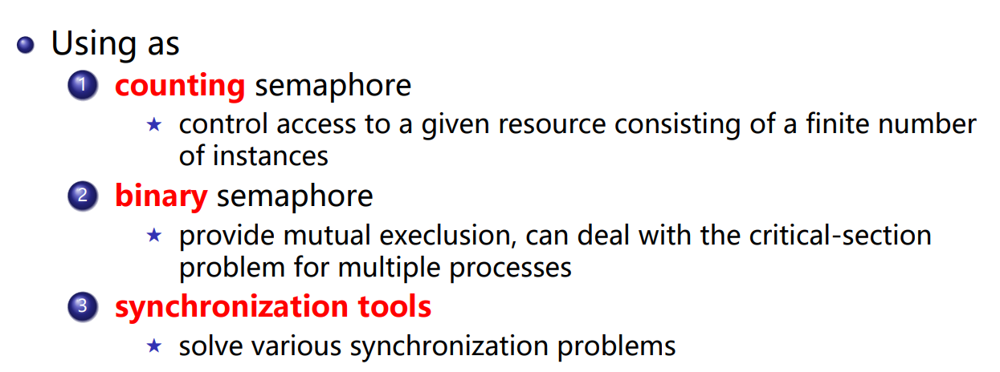 Using as
1 counting semaphore
control access to a given resource consisting of a finite number
of instances
2 binary semaphore
provide mutual execlusion, can deal with the critical-section
problem for multiple processes
3 synchronization tools
solve various synchronization problems